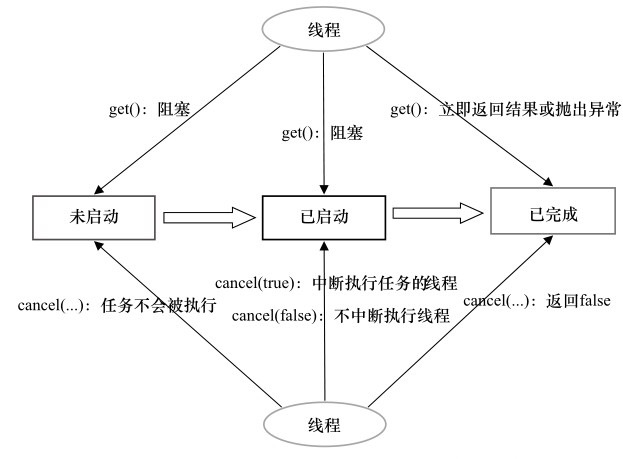 线程
get()：阻塞
get()：立即返回结果或抛出异常
get()：阻塞
未启动
已启动
已完成
cancel(true)：中断执行任务的线程
cancel(...)：任务不会被执行
cancel(...)：返回false
cancel(false)：不中断执行线程
线程